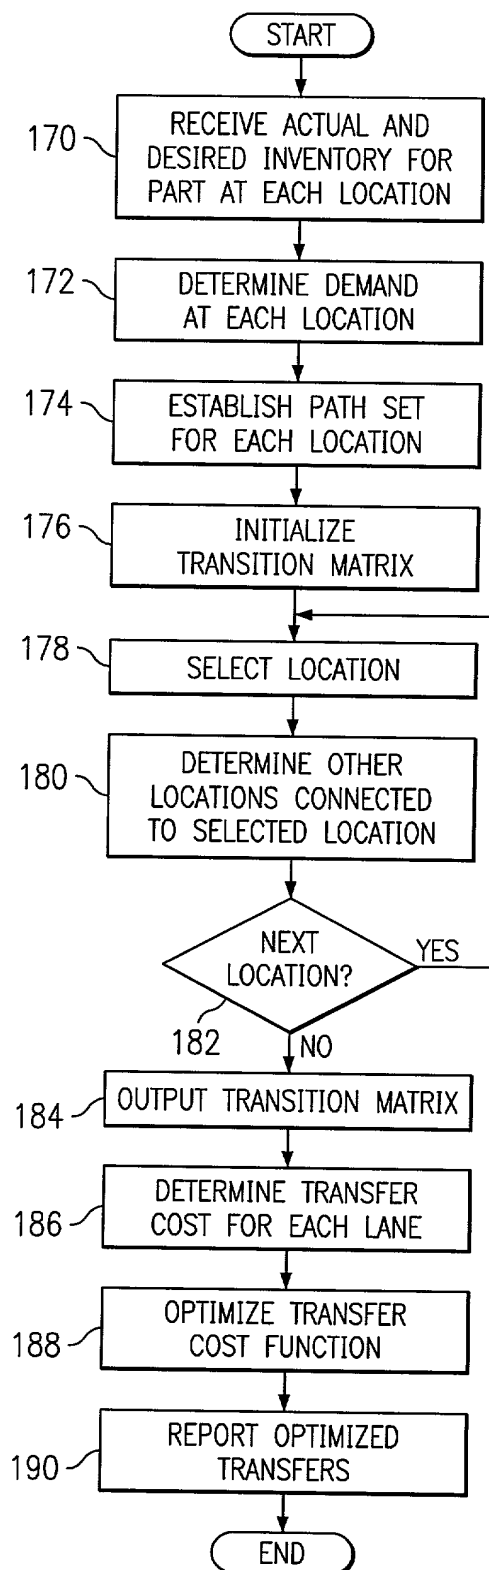 START
170
RECEIVE ACTUAL AND
DESIRED INVENTORY FOR
PART AT EACH LOCATION
172
DETERMINE DEMAND
AT EACH LOCATION
174
ESTABLISH PATH SET
FOR EACH LOCATION
176
INITIALIZE
TRANSITION MATRIX
178
SELECT LOCATION
180
DETERMINE OTHER
LOCATIONS CONNECTED
TO SELECTED LOCATION
NEXT
LOCATION?
YES
182
NO
184
OUTPUT TRANSITION MATRIX
186
DETERMINE TRANSFER
COST FOR EACH LANE
188
OPTIMIZE TRANSFER
COST FUNCTION
190
REPORT OPTIMIZED
TRANSFERS
END